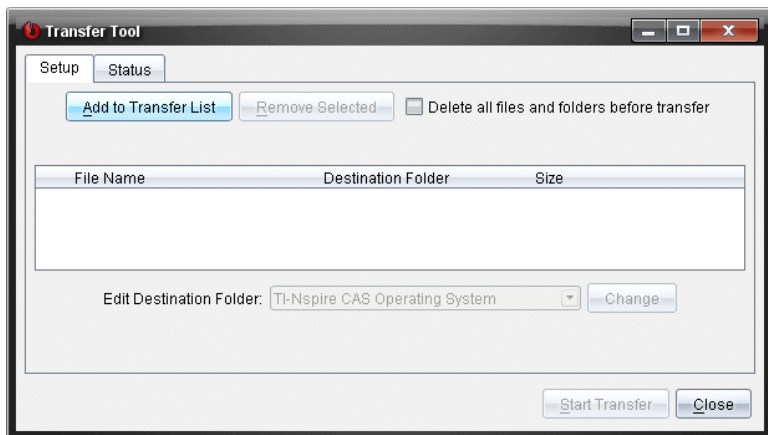 Transfer Tool
Setup Status
Add to Transfer List Remove Selected Delete all files and folders before transfer
File Name Destination Folder Size
Edit Destination Folder: TI-Nspire CAS Operating System Change
Start Transfer Close